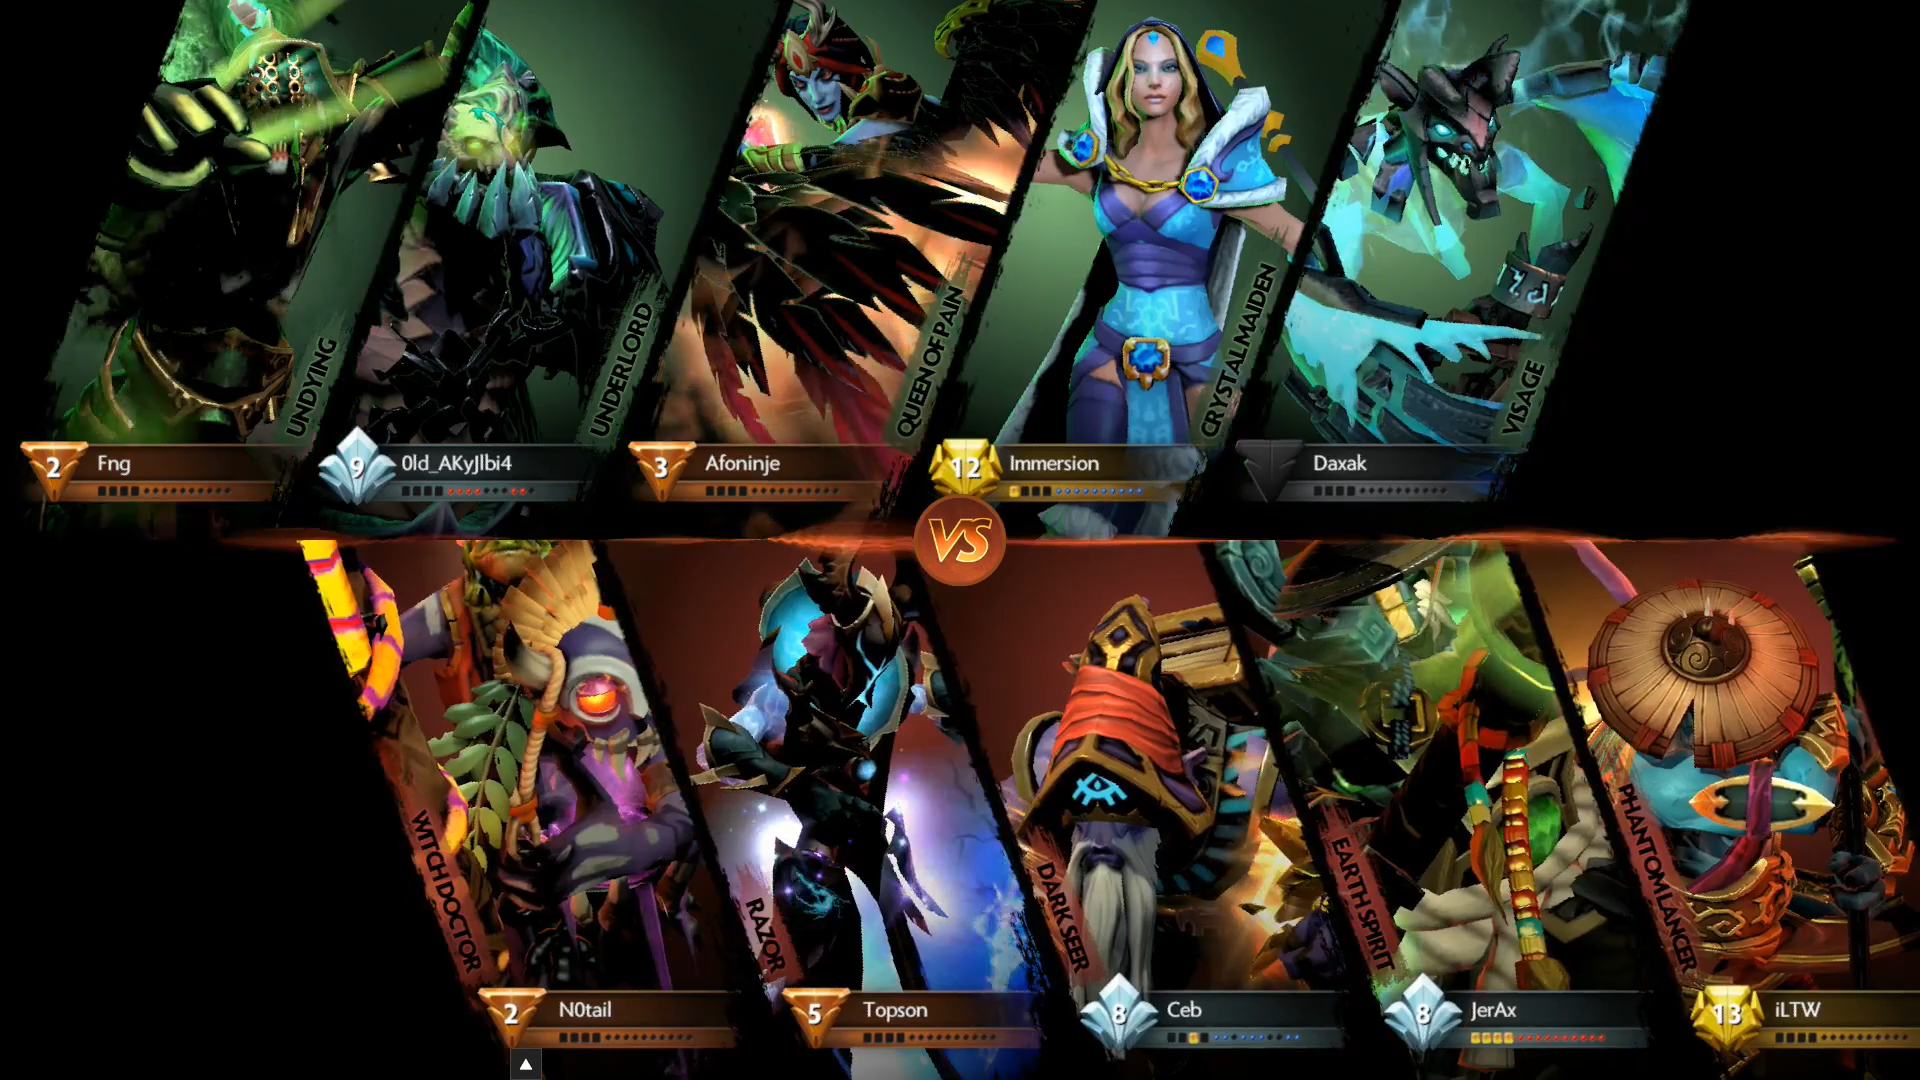 UNDYING
UNDERLORD
QUEEN OF PAIN
CRYSTAL MAIDEN
VISAGE
2 Fng
9 0ld_AKyJlbi4
3 Afoninje
12 Immersion
Daxak
VS
WITCH DOCTOR
RAZOR
DARK SEER
EARTH SPIRIT
PHANTOM LANCER
2 N0tail
5 Topson
8 Ceb
8 JerAx
13 iLTW